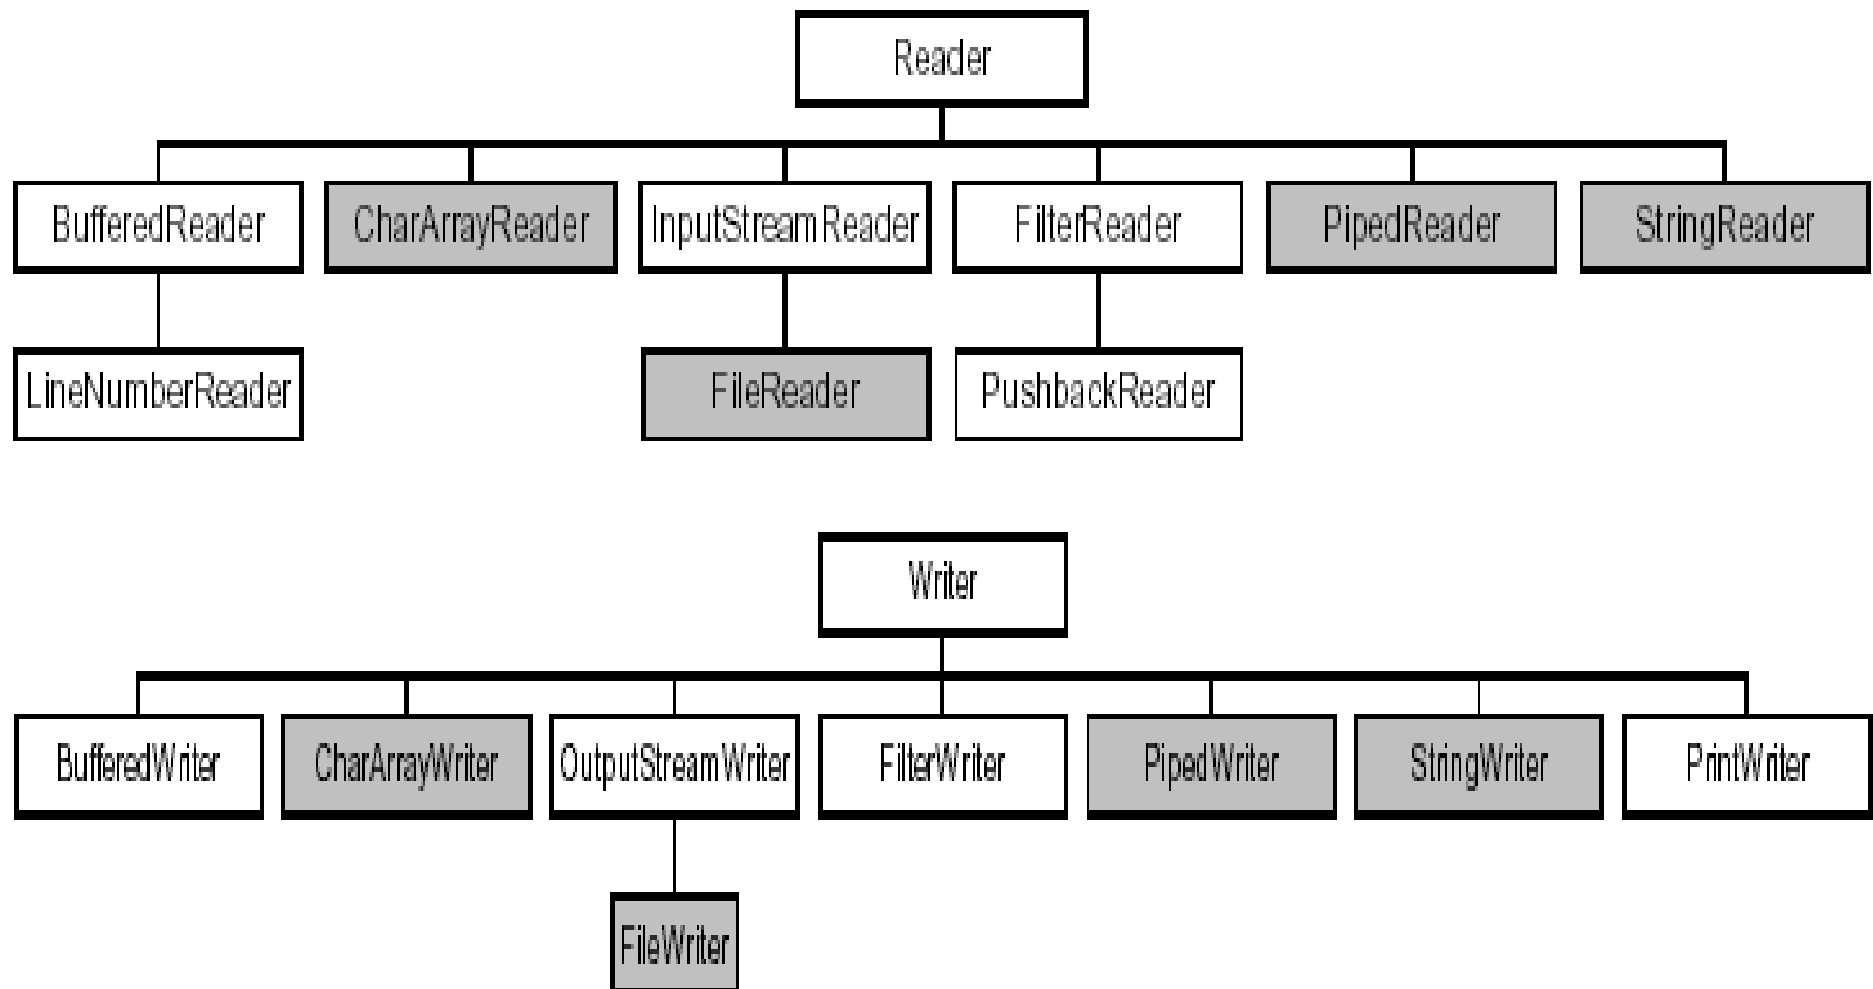 Reader
BufferedReader
CharArrayReader
InputStreamReader
FilterReader
PipedReader
StringReader
LineNumberReader
FileReader
PushbackReader
Writer
BufferedWriter
CharArrayWriter
OutputStreamWriter
FilterWriter
PipedWriter
StringWriter
PrintWriter
FileWriter